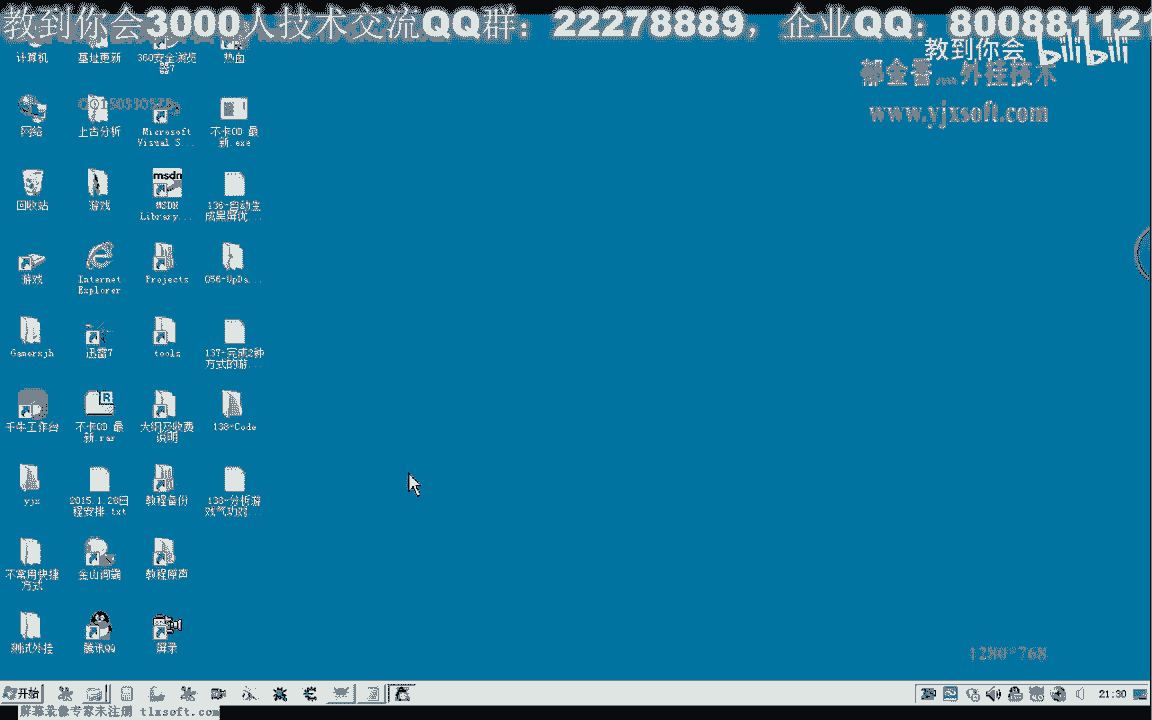 教到你会3000人技术交流QQ群：22278889，企业QQ：800881121
教到你会 bilibili
郁金香灬外挂技术
www.yjxsoft.com
计算机 基址更新 360安全浏览器7 热血
网络 上古分析 Microsoft Visual S... 不卡OD 最新.exe
回收站 游戏 MSDN Library... 136-自动生成
msdn
游戏 Internet Explorer Projects 056-UpDa...
Gamersjh 迅雷7 tools 137-完成2种方式的游...
千牛工作台 不卡OD 最新.rar 大纲及收费说明 138-Code
yjx 2015.1.28日程安排.txt 教程备份 138-分析游戏气功对...
不常用快捷方式 金山词霸 教程原声
测试外挂 腾讯QQ 屏录
1280*768
开始 21:30
屏幕录像专家未注册 tlxsoft.com